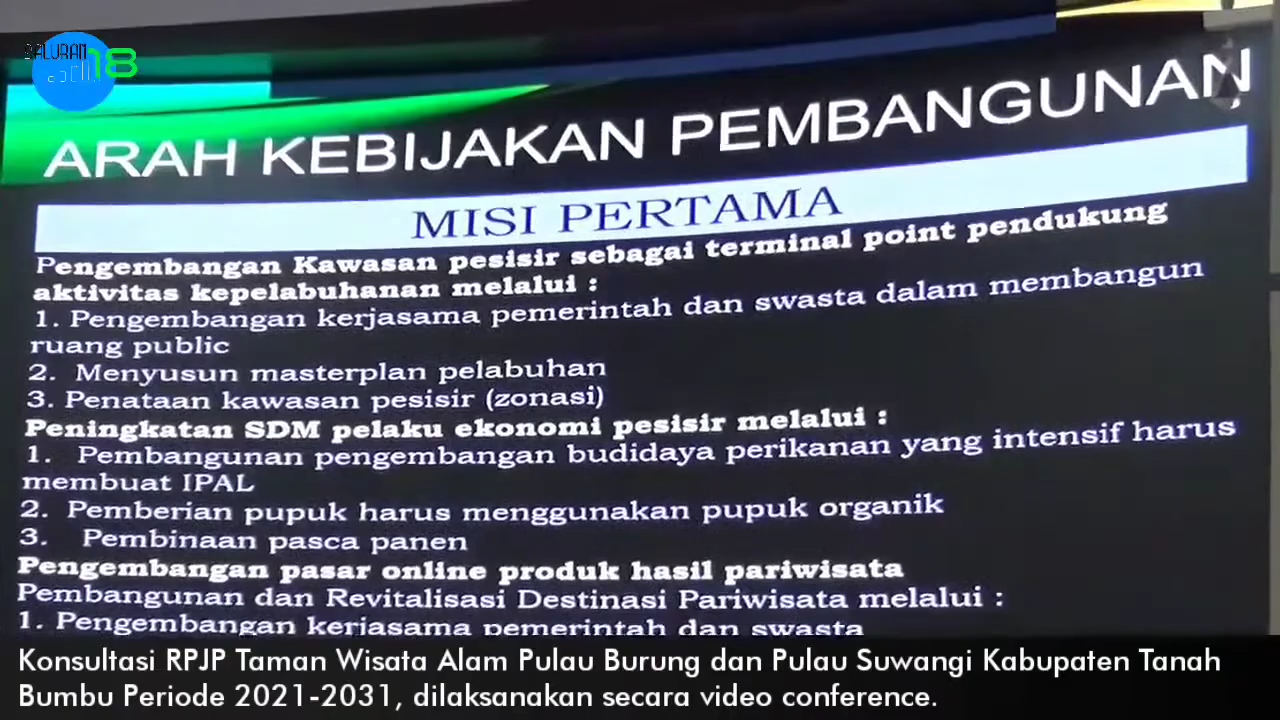 BALURAN
18
ARAH KEBIJAKAN PEMBANGUNAN
MISI PERTAMA
Pengembangan Kawasan pesisir sebagai terminal point pendukung
aktivitas kepelabuhanan melalui :
1. Pengembangan kerjasama pemerintah dan swasta dalam membangun
ruang public
2. Menyusun masterplan pelabuhan
3. Penataan kawasan pesisir (zonasi)
Peningkatan SDM pelaku ekonomi pesisir melalui :
1. Pembangunan pengembangan budidaya perikanan yang intensif harus
membuat IPAL
2. Pemberian pupuk harus menggunakan pupuk organik
3. Pembinaan pasca panen
Pengembangan pasar online produk hasil pariwisata
Pembangunan dan Revitalisasi Destinasi Pariwisata melalui :
1. Pengembangan kerjasama pemerintah dan swasta
Konsultasi RPJP Taman Wisata Alam Pulau Burung dan Pulau Suwangi Kabupaten Tanah
Bumbu Periode 2021-2031, dilaksanakan secara video conference.